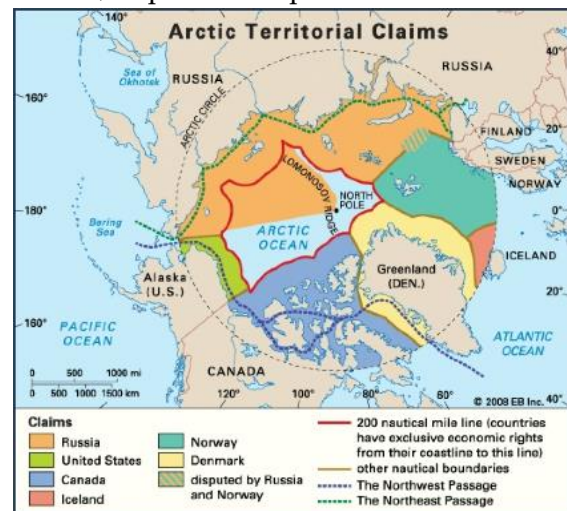 Arctic Territorial Claims
140°
Sea of
Okhotsk
RUSSIA
RUSSIA
40°
160°
ARCTIC CIRCLE
FINLAND
20°
SWEDEN
NORWAY
LOMONOSOV RIDGE
NORTH
POLE
180°
0°
Bering
Sea
ARCTIC
OCEAN
ICELAND
Alaska
(U.S.)
Greenland
(DEN.)
20°
160°
PACIFIC
OCEAN
ATLANTIC
OCEAN
CANADA
0 500 1000 mi
0 500 1000 1500 km
120°
100°
80°
60°
40°
© 2008 EB Inc.
Claims
Russia
United States
Canada
Iceland
Norway
Denmark
disputed by Russia
and Norway
200 nautical mile line (countries
have exclusive economic rights
from their coastline to this line)
other nautical boundaries
The Northwest Passage
The Northeast Passage